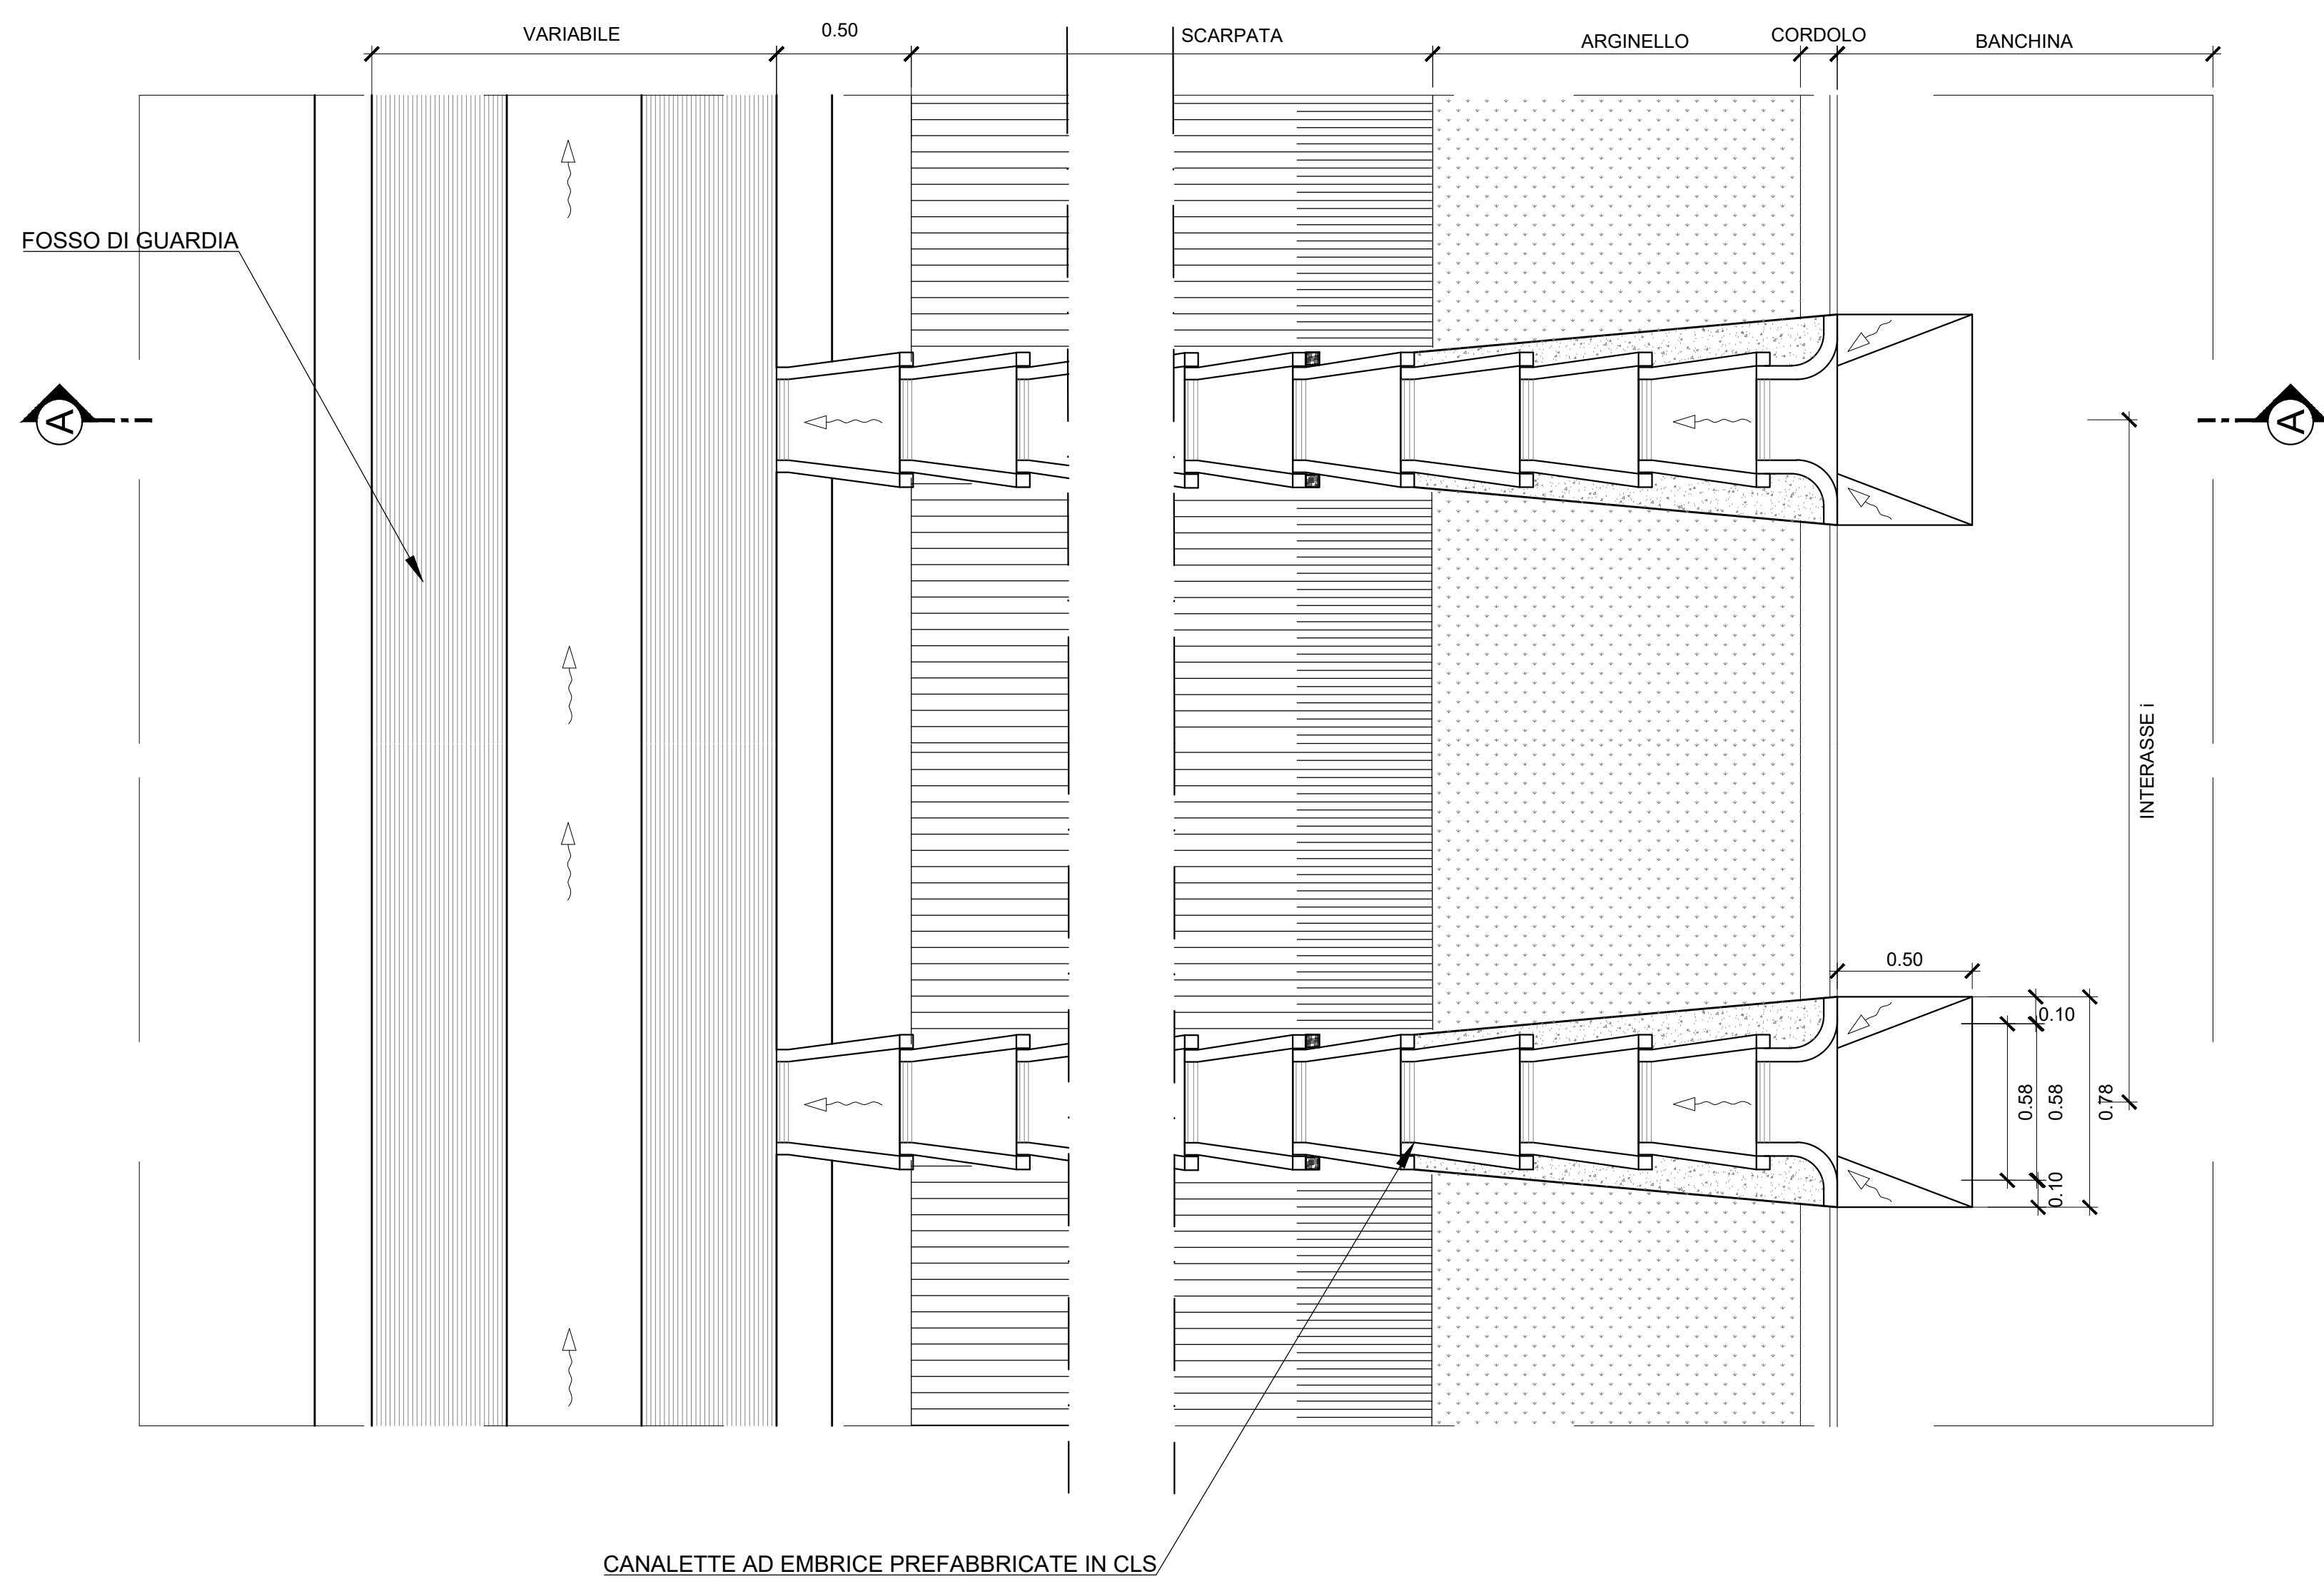 VARIABILE
0.50
SCARPATA
ARGINELLO
CORDOLO
BANCHINA
FOSSO DI GUARDIA
A
A
INTERASSE i
0.50
0.10
0.58
0.58
0.78
0.10
CANALETTE AD EMBRICE PREFABBRICATE IN CLS